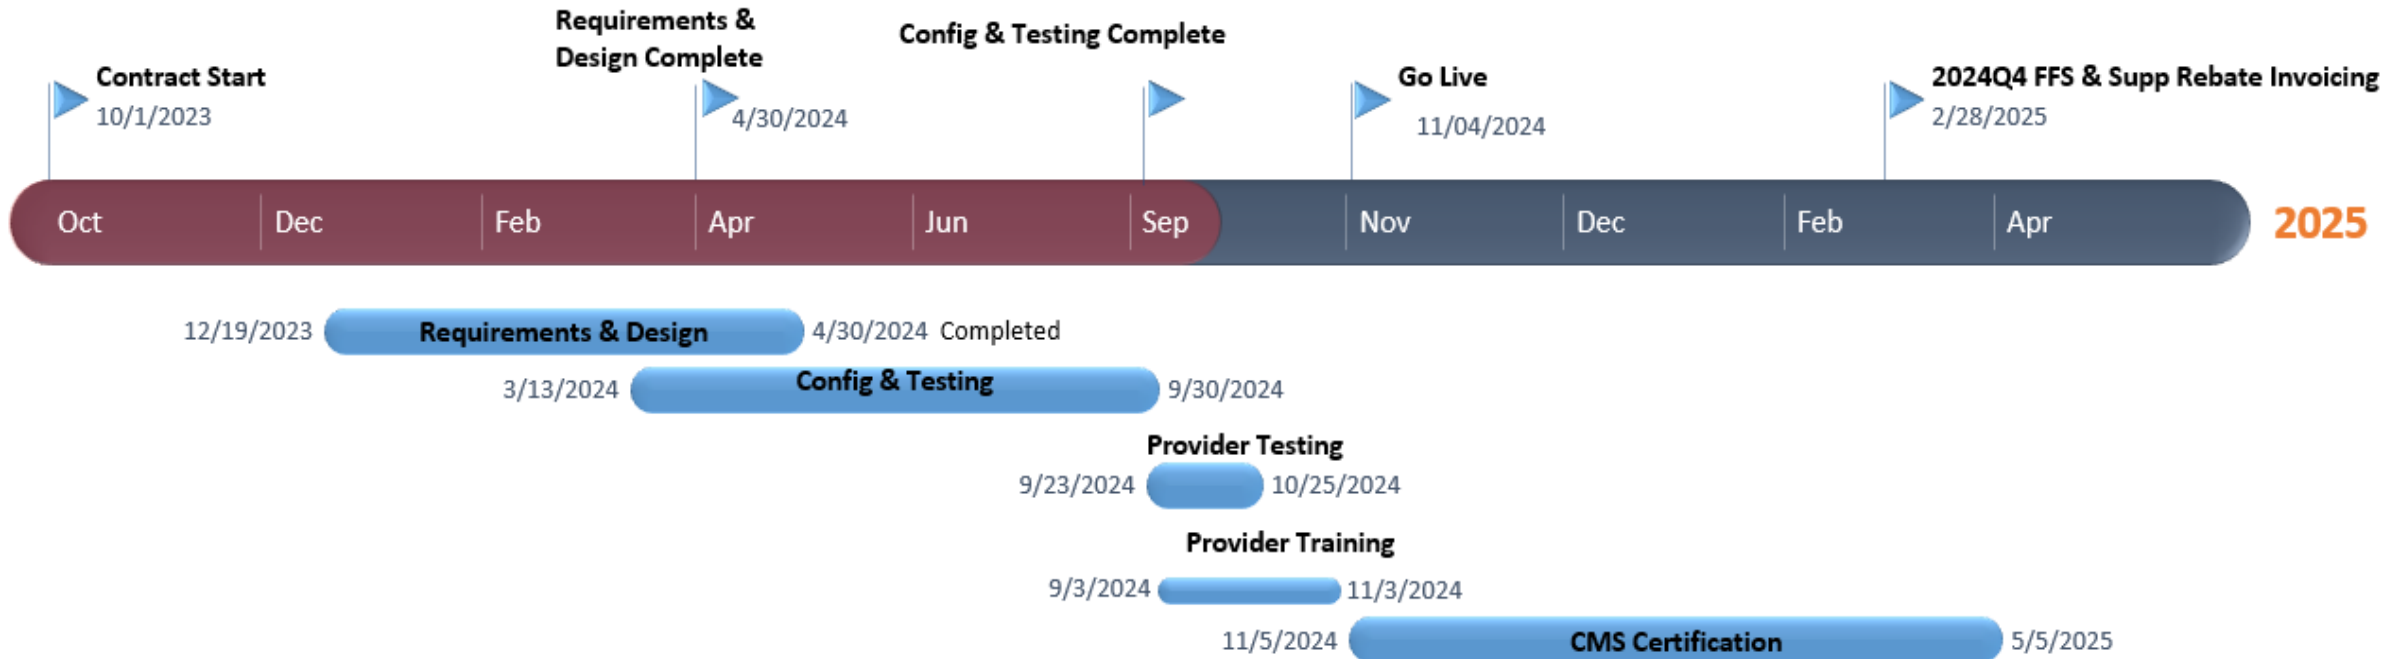 Requirements &
Design Complete
Config & Testing Complete
Contract Start
10/1/2023
4/30/2024
Go Live
11/04/2024
2024Q4 FFS & Supp Rebate Invoicing
2/28/2025
Oct Dec Feb Apr Jun Sep Nov Dec Feb Apr 2025
12/19/2023 Requirements & Design 4/30/2024 Completed
3/13/2024 Config & Testing 9/30/2024
Provider Testing
9/23/2024 10/25/2024
Provider Training
9/3/2024 11/3/2024
11/5/2024 CMS Certification 5/5/2025